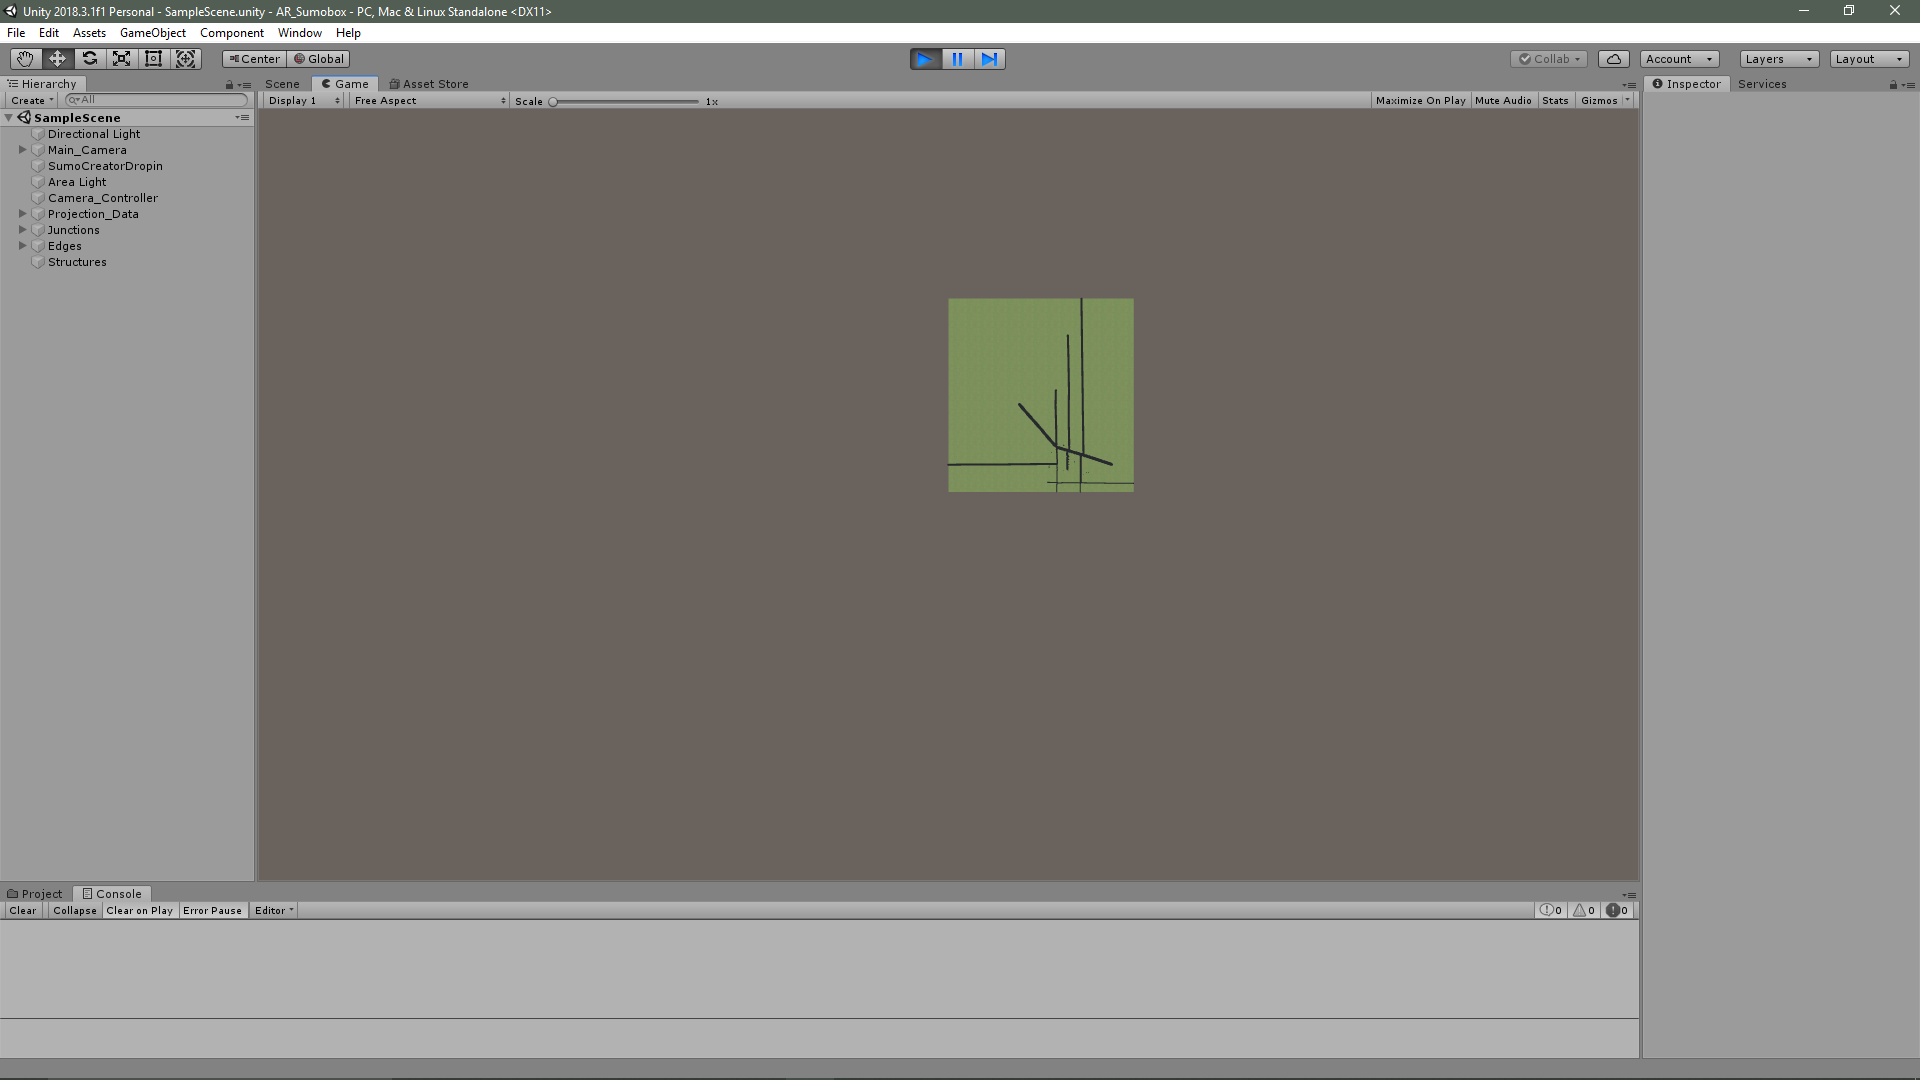 Unity 2018.3.1f1 Personal - SampleScene.unity - AR_Sumobox - PC, Mac & Linux Standalone <DX11>
File Edit Assets GameObject Component Window Help
Center Global Collab Account Layers Layout
Hierarchy Scene Game Asset Store Inspector Services
Create All Display 1 Free Aspect Scale 1x Maximize On Play Mute Audio Stats Gizmos
SampleScene
Directional Light
Main_Camera
SumoCreatorDropin
Area Light
Camera_Controller
Projection_Data
Junctions
Edges
Structures
Project Console
Clear Collapse Clear on Play Error Pause Editor 0 0 0